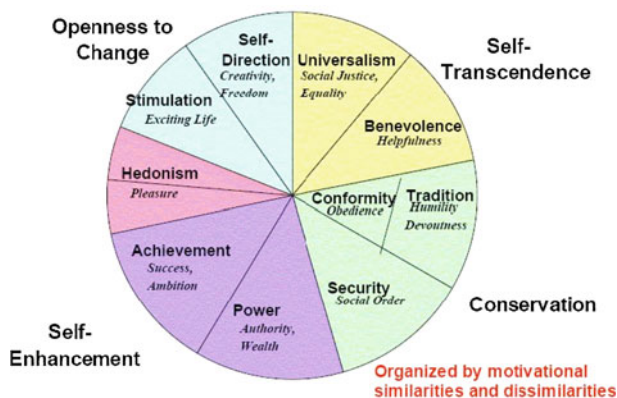 Openness to
Change
Self-
Direction
Creativity,
Freedom
Universalism
Social Justice,
Equality
Self-
Transcendence
Stimulation
Exciting Life
Benevolence
Helpfulness
Hedonism
Pleasure
Conformity
Obedience
Tradition
Humility
Devoutness
Achievement
Success,
Ambition
Security
Social Order
Power
Authority,
Wealth
Conservation
Self-
Enhancement
Organized by motivational
similarities and dissimilarities